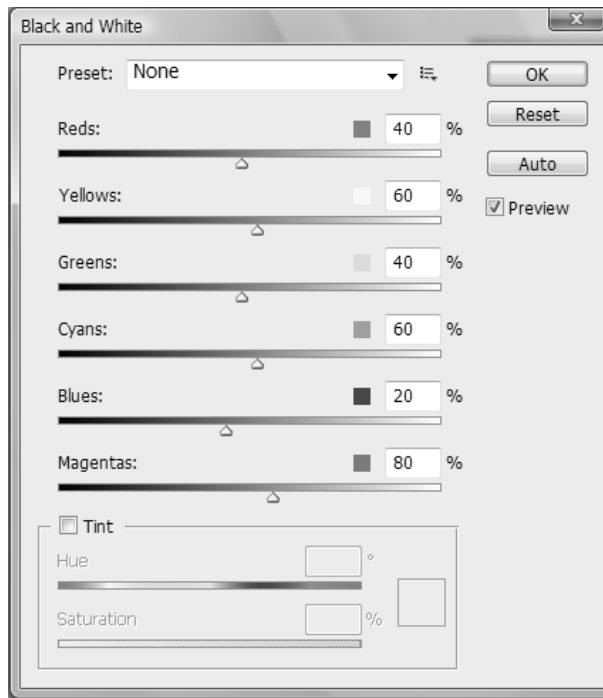 Black and White
Preset: None
OK
Reset
Reds: 40 %
Auto
Yellows: 60 %
Preview
Greens: 40 %
Cyans: 60 %
Blues: 20 %
Magentas: 80 %
Tint
Hue °
Saturation %